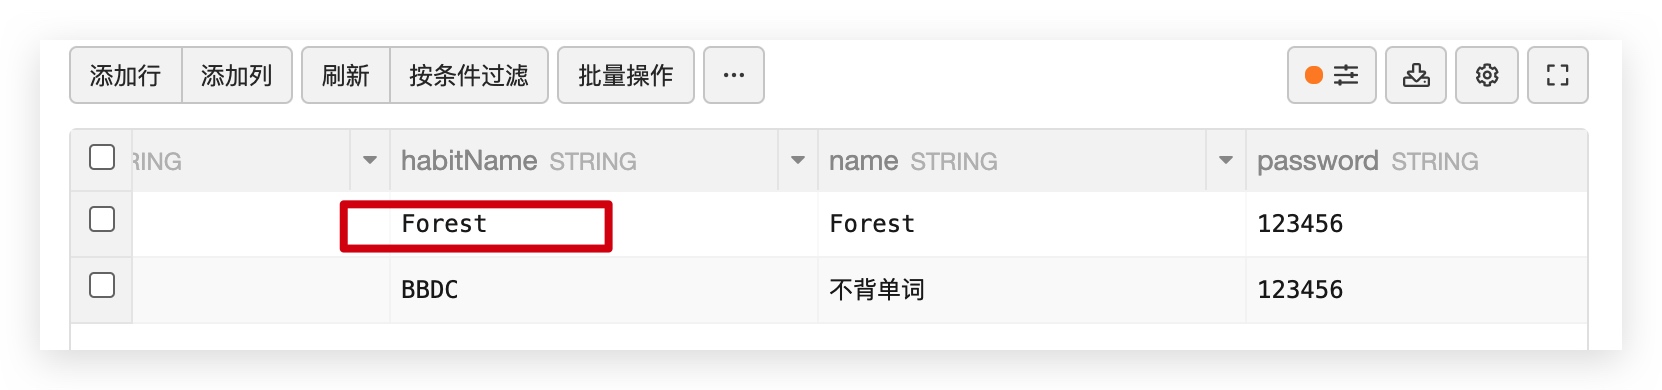 添加行 添加列 刷新 按条件过滤 批量操作 ···
RING habitName STRING name STRING password STRING
Forest Forest 123456
BBDC 不背单词 123456